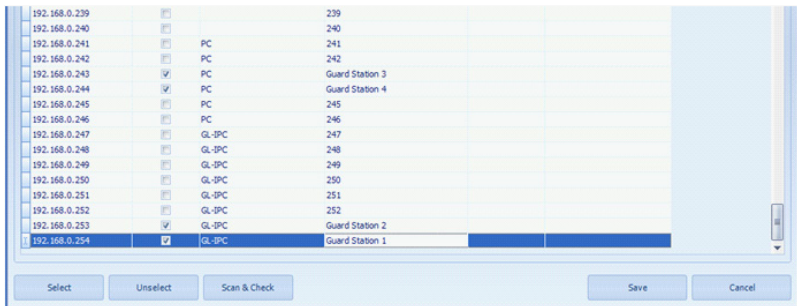 192.168.0.239 239
192.168.0.240 240
192.168.0.241 PC 241
192.168.0.242 PC 242
192.168.0.243 PC Guard Station 3
192.168.0.244 PC Guard Station 4
192.168.0.245 PC 245
192.168.0.246 PC 246
192.168.0.247 GL-IPC 247
192.168.0.248 GL-IPC 248
192.168.0.249 GL-IPC 249
192.168.0.250 GL-IPC 250
192.168.0.251 GL-IPC 251
192.168.0.252 GL-IPC 252
192.168.0.253 GL-IPC Guard Station 2
192.168.0.254 GL-IPC Guard Station 1
Select Unselect Scan & Check Save Cancel